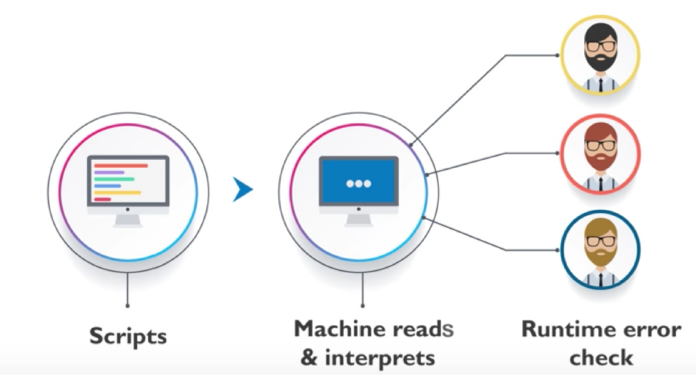 Scripts
Machine reads
& interprets
Runtime error
check